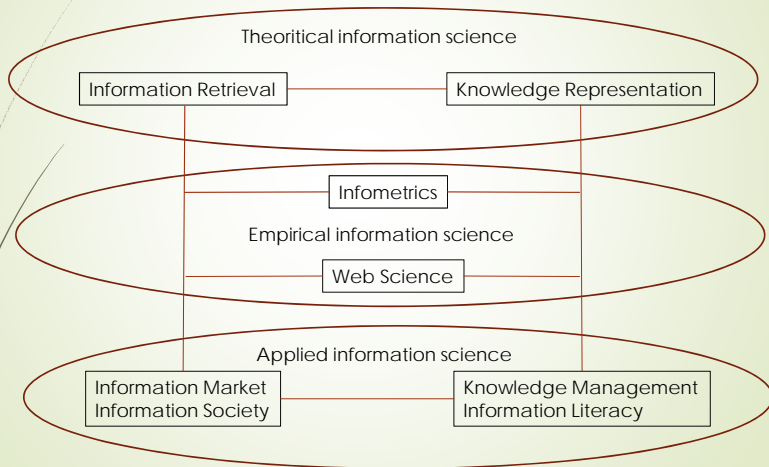 Theoritical information science
Information Retrieval
Knowledge Representation
Infometrics
Empirical information science
Web Science
Applied information science
Information Market
Information Society
Knowledge Management
Information Literacy